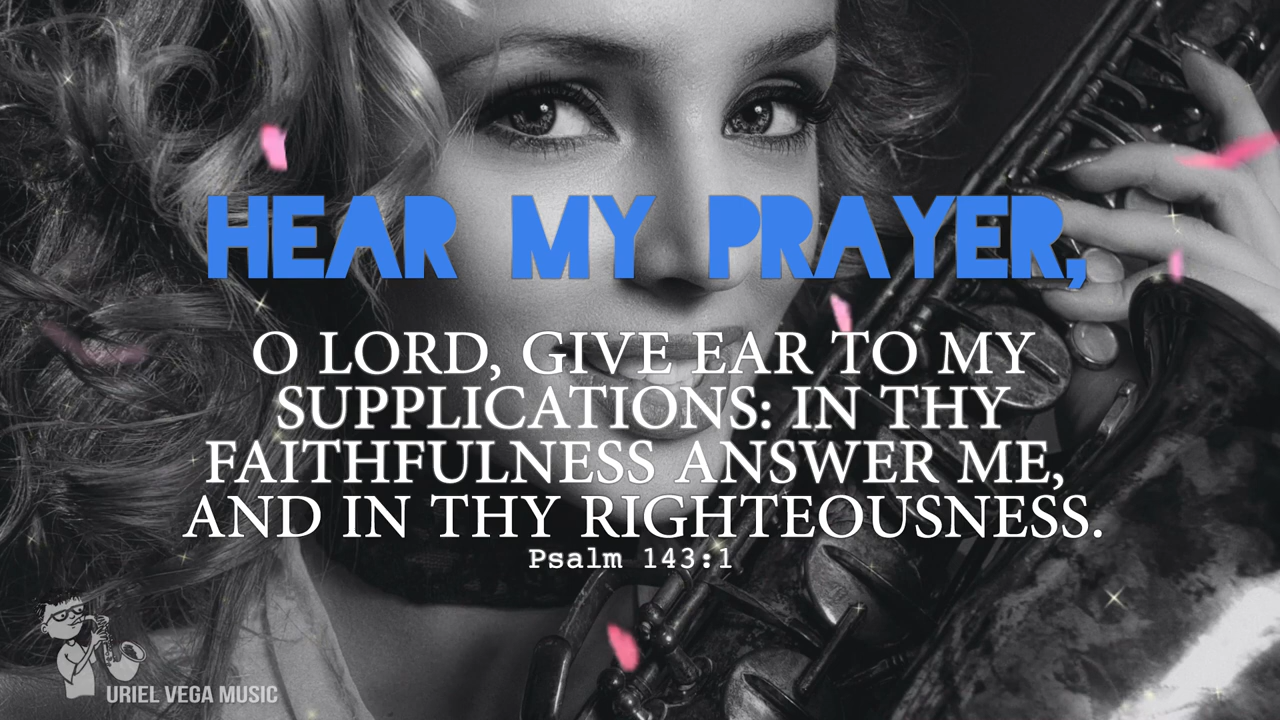 HEAR MY PRAYER,
O LORD, GIVE EAR TO MY
SUPPLICATIONS: IN THY
FAITHFULNESS ANSWER ME,
AND IN THY RIGHTEOUSNESS.
Psalm 143:1
URIEL VEGA MUSIC